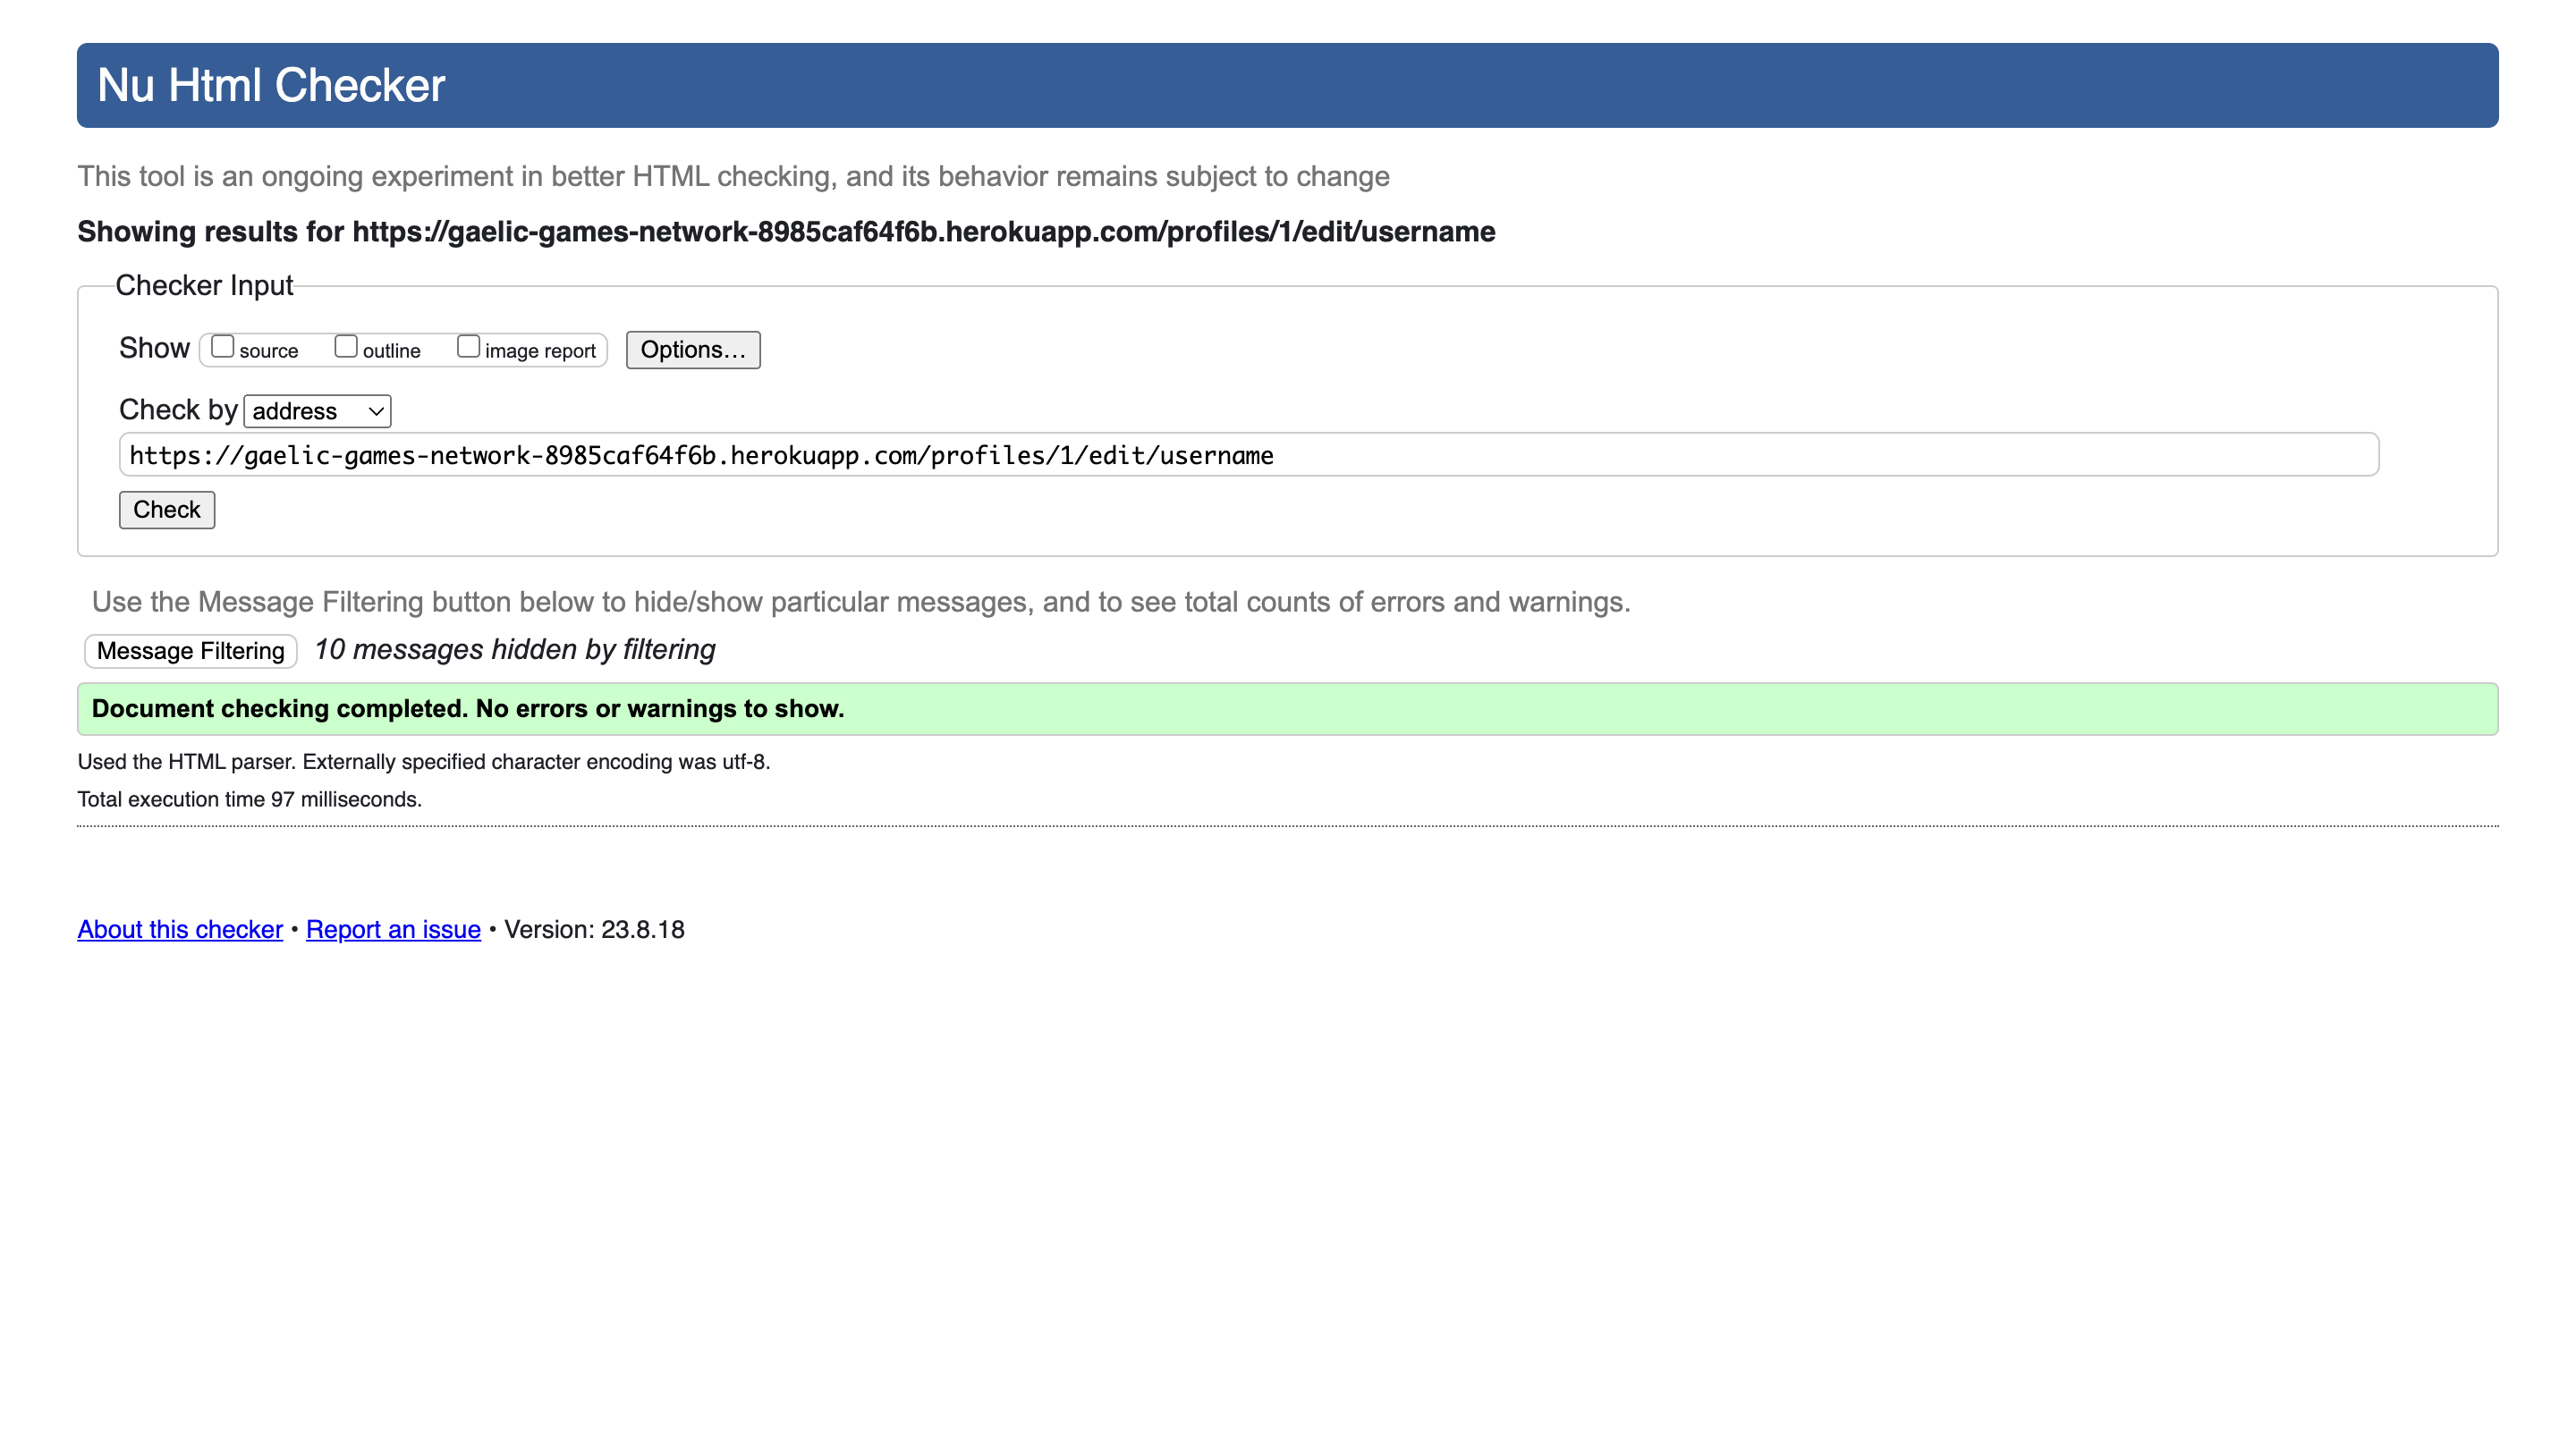 Nu Html Checker
This tool is an ongoing experiment in better HTML checking, and its behavior remains subject to change
Showing results for https://gaelic-games-network-8985caf64f6b.herokuapp.com/profiles/1/edit/username
Checker Input
Show source outline image report Options...
Check by address
https://gaelic-games-network-8985caf64f6b.herokuapp.com/profiles/1/edit/username
Check
Use the Message Filtering button below to hide/show particular messages, and to see total counts of errors and warnings.
Message Filtering 10 messages hidden by filtering
Document checking completed. No errors or warnings to show.
Used the HTML parser. Externally specified character encoding was utf-8.
Total execution time 97 milliseconds.
About this checker • Report an issue • Version: 23.8.18